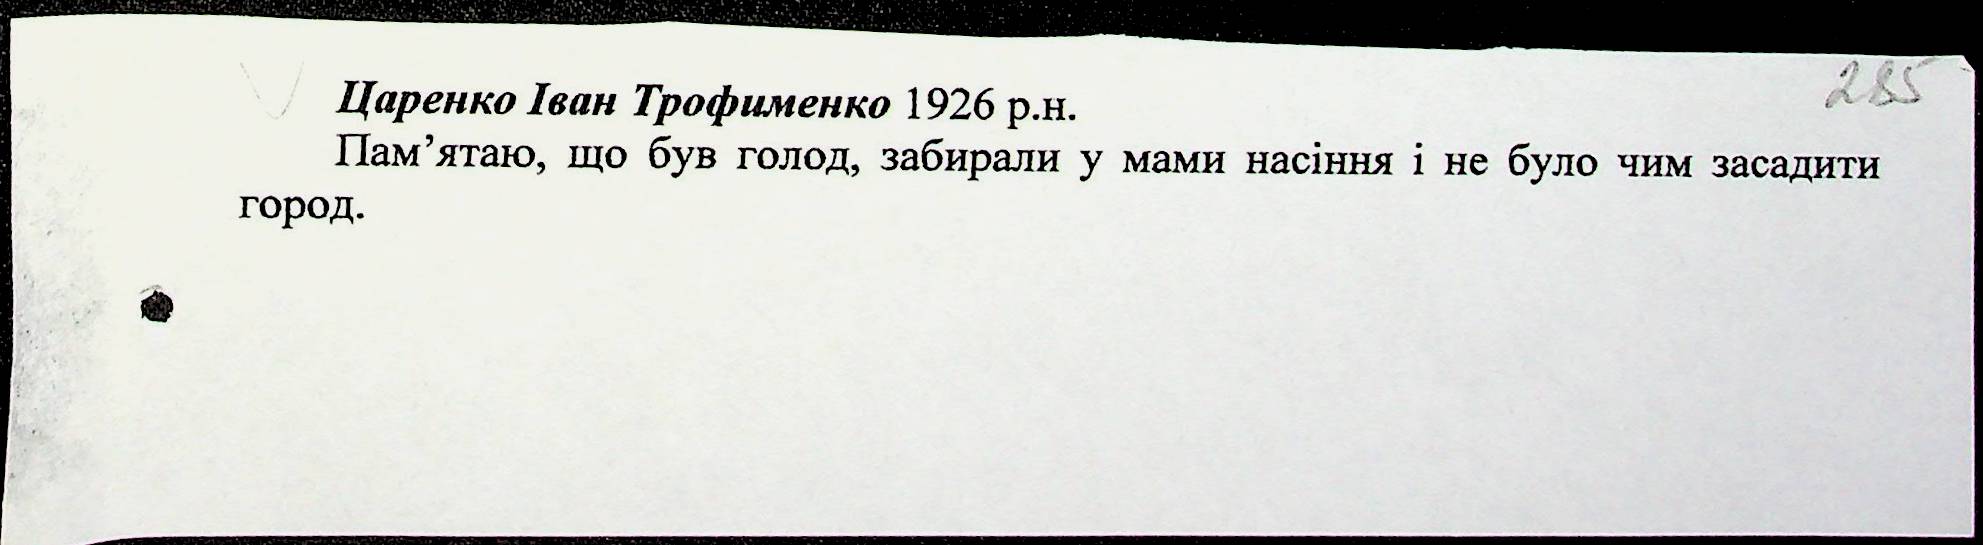 285
Царенко Іван Трофименко 1926 р.н.
Пам’ятаю, що був голод, забирали у мами насіння і не було чим засадити
город.